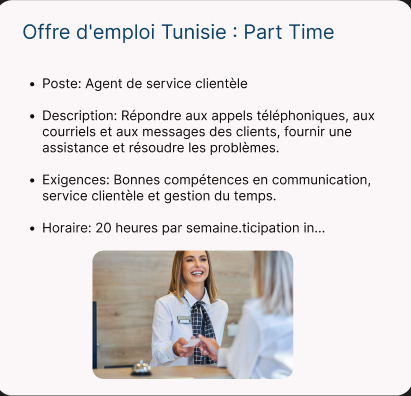 Offre d'emploi Tunisie : Part Time
• Poste: Agent de service clientèle
• Description: Répondre aux appels téléphoniques, aux
courriels et aux messages des clients, fournir une
assistance et résoudre les problèmes.
• Exigences: Bonnes compétences en communication,
service clientèle et gestion du temps.
• Horaire: 20 heures par semaine.ticipation in...